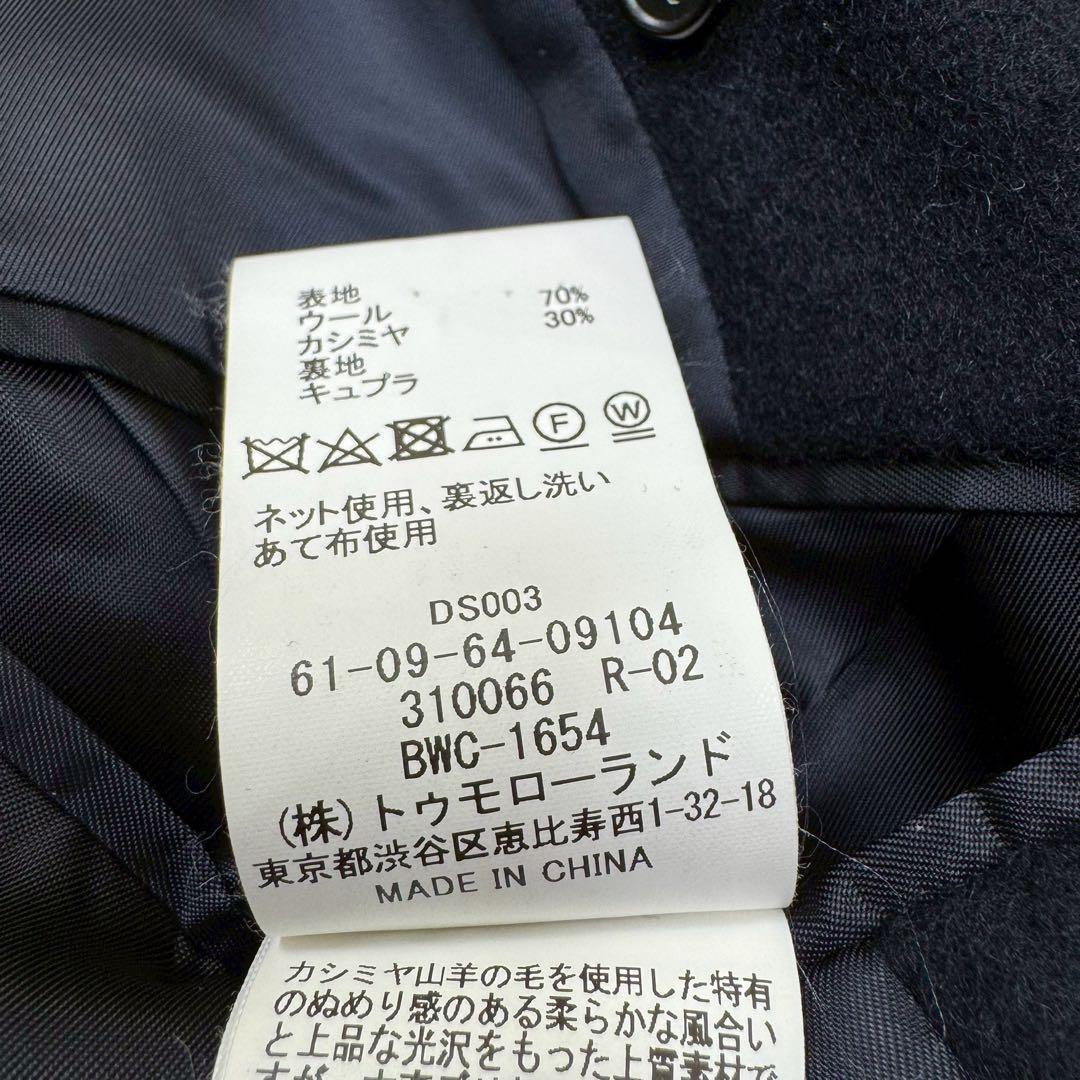 表地
ウール 70%
カシミヤ 30%
裏地
キュプラ
F
W
ネット使用、裏返し洗い
あて布使用
DS003
61-09-64-09104
310066 R-02
BWC-1654
(株)トゥモローランド
東京都渋谷区恵比寿西1-32-18
MADE IN CHINA
カシミヤ山羊の毛を使用した特有
のぬめり感のある柔らかな風合い
と上品な光沢をもった上質素材で
すが